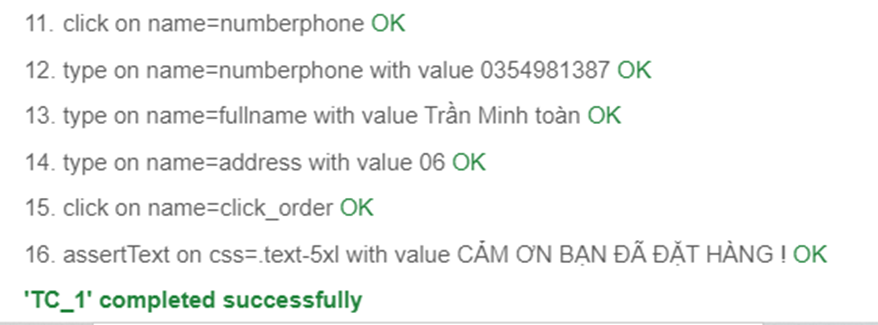 11. click on name=numberphone OK
12. type on name=numberphone with value 0354981387 OK
13. type on name=fullname with value Trần Minh toàn OK
14. type on name=address with value 06 OK
15. click on name=click_order OK
16. assertText on css=.text-5xl with value CẢM ƠN BẠN ĐÃ ĐẶT HÀNG ! OK
'TC_1' completed successfully